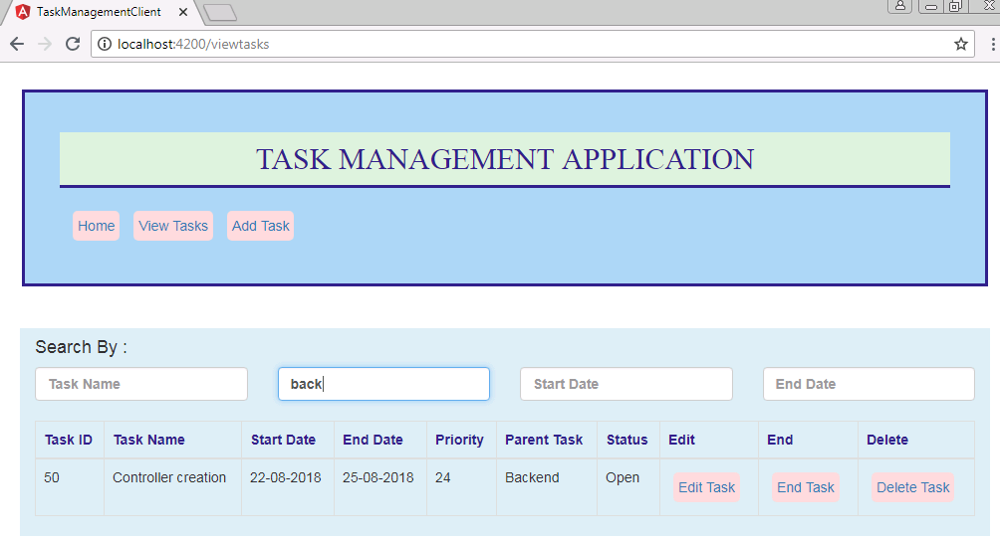 TaskManagementClient
localhost:4200/viewtasks
TASK MANAGEMENT APPLICATION
Home View Tasks Add Task
Search By :
Task Name back Start Date End Date
Task ID Task Name Start Date End Date Priority Parent Task Status Edit End Delete
50 Controller creation 22-08-2018 25-08-2018 24 Backend Open Edit Task End Task Delete Task